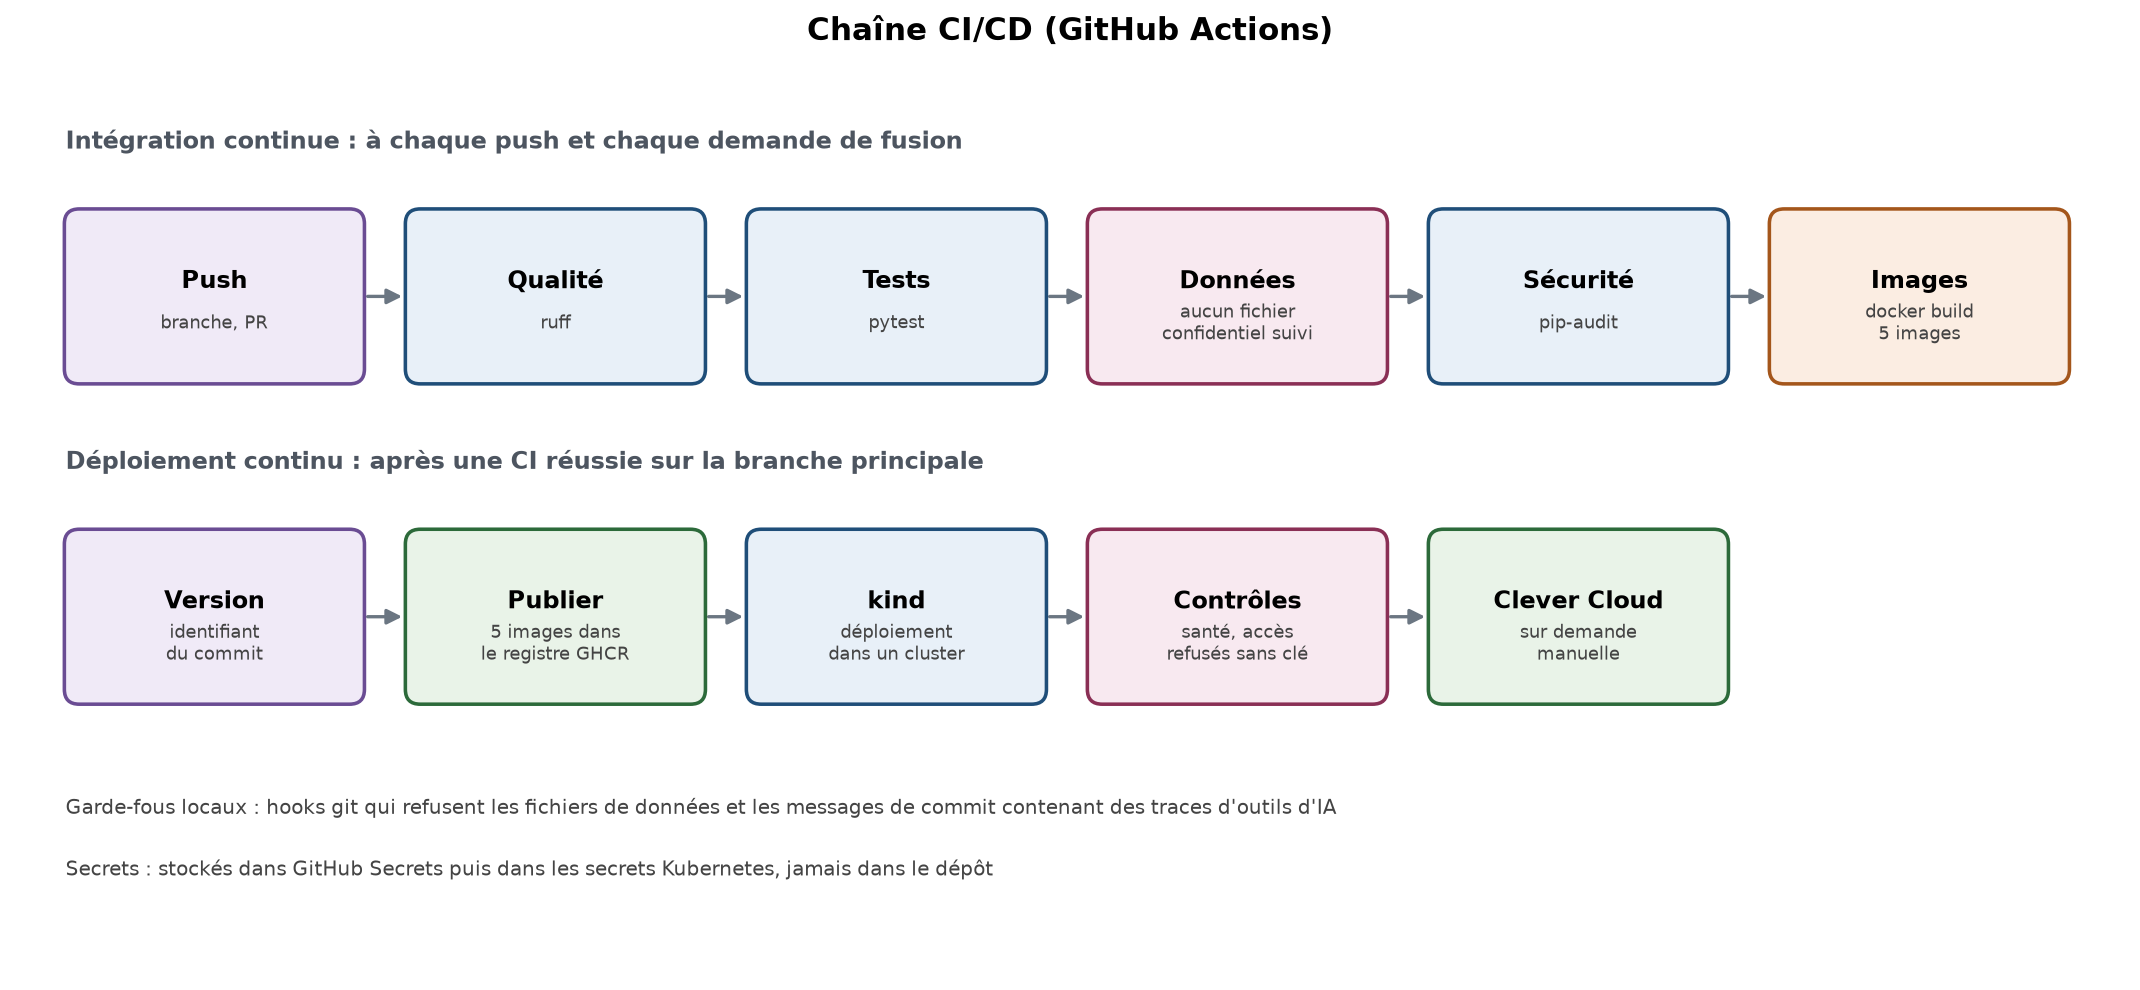 Chaîne CI/CD (GitHub Actions)
Intégration continue : à chaque push et chaque demande de fusion
Push
branche, PR
Qualité
ruff
Tests
pytest
Données
aucun fichier
confidentiel suivi
Sécurité
pip-audit
Images
docker build
5 images
Déploiement continu : après une CI réussie sur la branche principale
Version
identifiant
du commit
Publier
5 images dans
le registre GHCR
kind
déploiement
dans un cluster
Contrôles
santé, accès
refusés sans clé
Clever Cloud
sur demande
manuelle
Garde-fous locaux : hooks git qui refusent les fichiers de données et les messages de commit contenant des traces d'outils d'IA
Secrets : stockés dans GitHub Secrets puis dans les secrets Kubernetes, jamais dans le dépôt